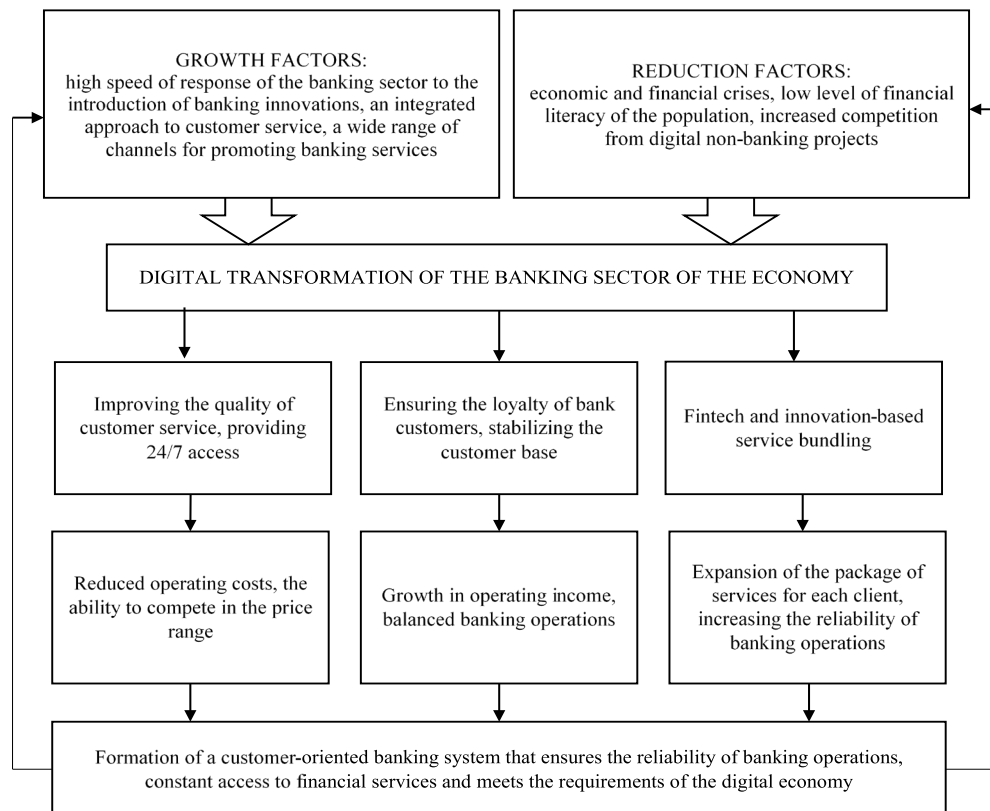 GROWTH FACTORS:
high speed of response of the banking sector to the
introduction of banking innovations, an integrated
approach to customer service, a wide range of
channels for promoting banking services
REDUCTION FACTORS:
economic and financial crises, low level of financial
literacy of the population, increased competition
from digital non-banking projects
DIGITAL TRANSFORMATION OF THE BANKING SECTOR OF THE ECONOMY
Improving the quality of
customer service, providing
24/7 access
Ensuring the loyalty of bank
customers, stabilizing the
customer base
Fintech and innovation-based
service bundling
Reduced operating costs, the
ability to compete in the price
range
Growth in operating income,
balanced banking operations
Expansion of the package of
services for each client,
increasing the reliability of
banking operations
Formation of a customer-oriented banking system that ensures the reliability of banking operations,
constant access to financial services and meets the requirements of the digital economy